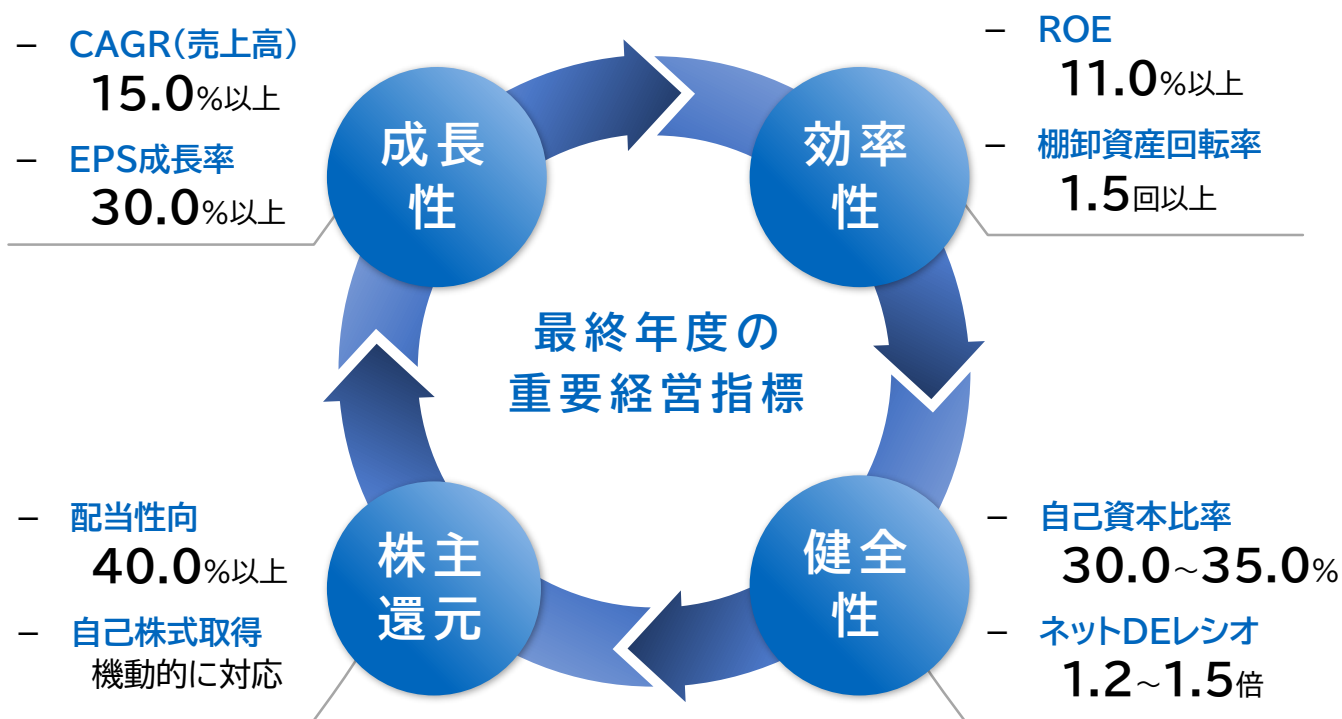 – CAGR（売上高）
15.0%以上
– EPS成長率
30.0%以上
成長
性
– ROE
11.0%以上
– 棚卸資産回転率
1.5回以上
効率
性
最終年度の
重要経営指標
– 配当性向
40.0%以上
– 自己株式取得
機動的に対応
株主
還元
– 自己資本比率
30.0～35.0%
– ネットDEレシオ
1.2～1.5倍
健全
性